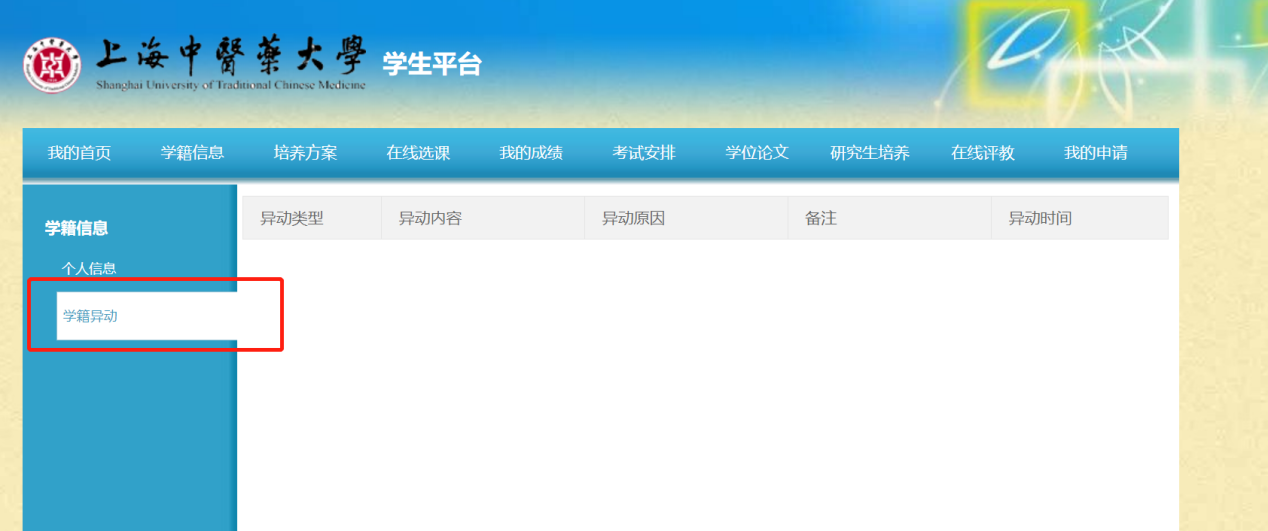 上海中醫藥大學 学生平台
Shanghai University of Traditional Chinese Medicine
我的首页 学籍信息 培养方案 在线选课 我的成绩 考试安排 学位论文 研究生培养 在线评教 我的申请
学籍信息
个人信息
学籍异动
异动类型 异动内容 异动原因 备注 异动时间